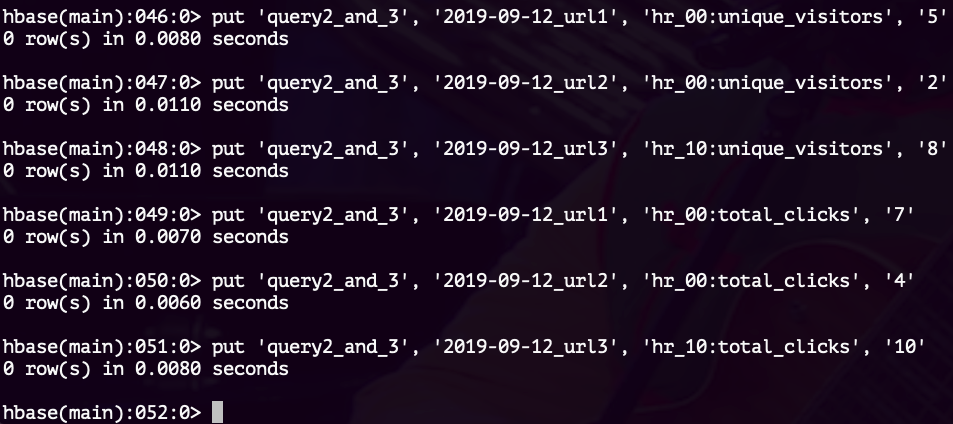 hbase(main):046:0> put 'query2_and_3', '2019-09-12_url1', 'hr_00:unique_visitors', '5'
0 row(s) in 0.0080 seconds
hbase(main):047:0> put 'query2_and_3', '2019-09-12_url2', 'hr_00:unique_visitors', '2'
0 row(s) in 0.0110 seconds
hbase(main):048:0> put 'query2_and_3', '2019-09-12_url3', 'hr_10:unique_visitors', '8'
0 row(s) in 0.0110 seconds
hbase(main):049:0> put 'query2_and_3', '2019-09-12_url1', 'hr_00:total_clicks', '7'
0 row(s) in 0.0070 seconds
hbase(main):050:0> put 'query2_and_3', '2019-09-12_url2', 'hr_00:total_clicks', '4'
0 row(s) in 0.0060 seconds
hbase(main):051:0> put 'query2_and_3', '2019-09-12_url3', 'hr_10:total_clicks', '10'
0 row(s) in 0.0080 seconds
hbase(main):052:0>